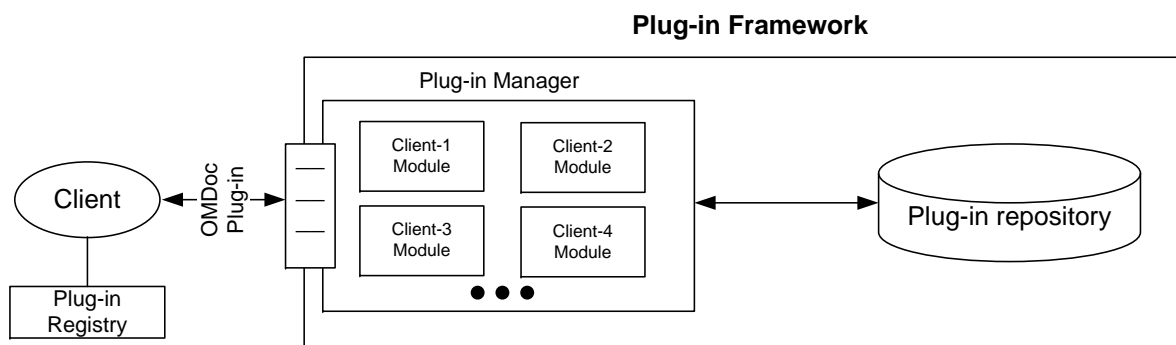 Plug-in Framework
Plug-in Manager
Client-1
Module
Client-2
Module
Client
OMDoc
Plug-in
Client-3
Module
Client-4
Module
Plug-in repository
Plug-in
Registry